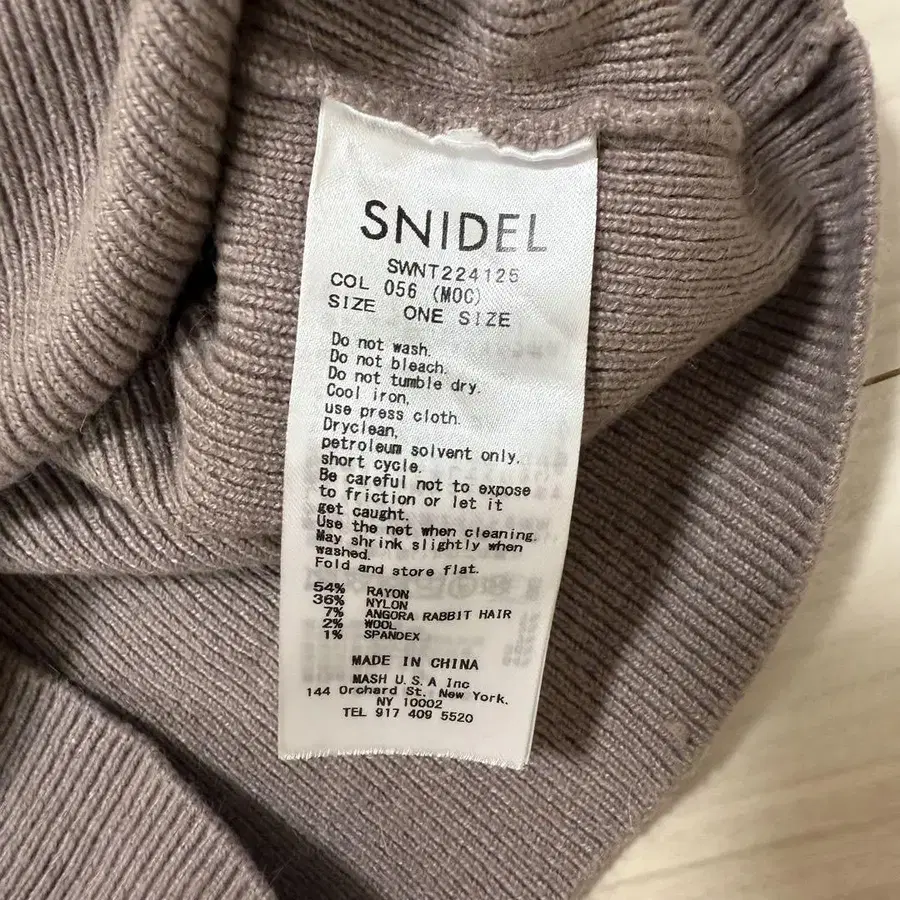 SNIDEL
SWNT224125
COL 056 (MOC)
SIZE ONE SIZE
Do not wash.
Do not bleach.
Do not tumble dry.
Cool iron,
use press cloth.
Dryclean,
petroleum solvent only.
short cycle.
Be careful not to expose
to friction or let it
get caught.
Use the net when cleaning.
May shrink slightly when
washed.
Fold and store flat.
54% RAYON
36% NYLON
7% ANGORA RABBIT HAIR
2% WOOL
1% SPANDEX
MADE IN CHINA
MASH U.S.A Inc
144 Orchard St. New York.
NY 10002
TEL 917 409 5520